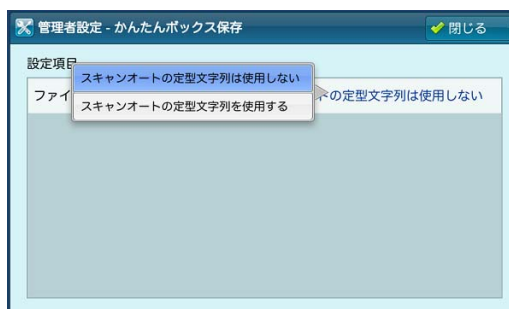 管理者設定 - かんたんボックス保存
閉じる
設定項目
スキャンオートの定型文字列は使用しない
ファイ
トの定型文字列は使用しない
スキャンオートの定型文字列を使用する